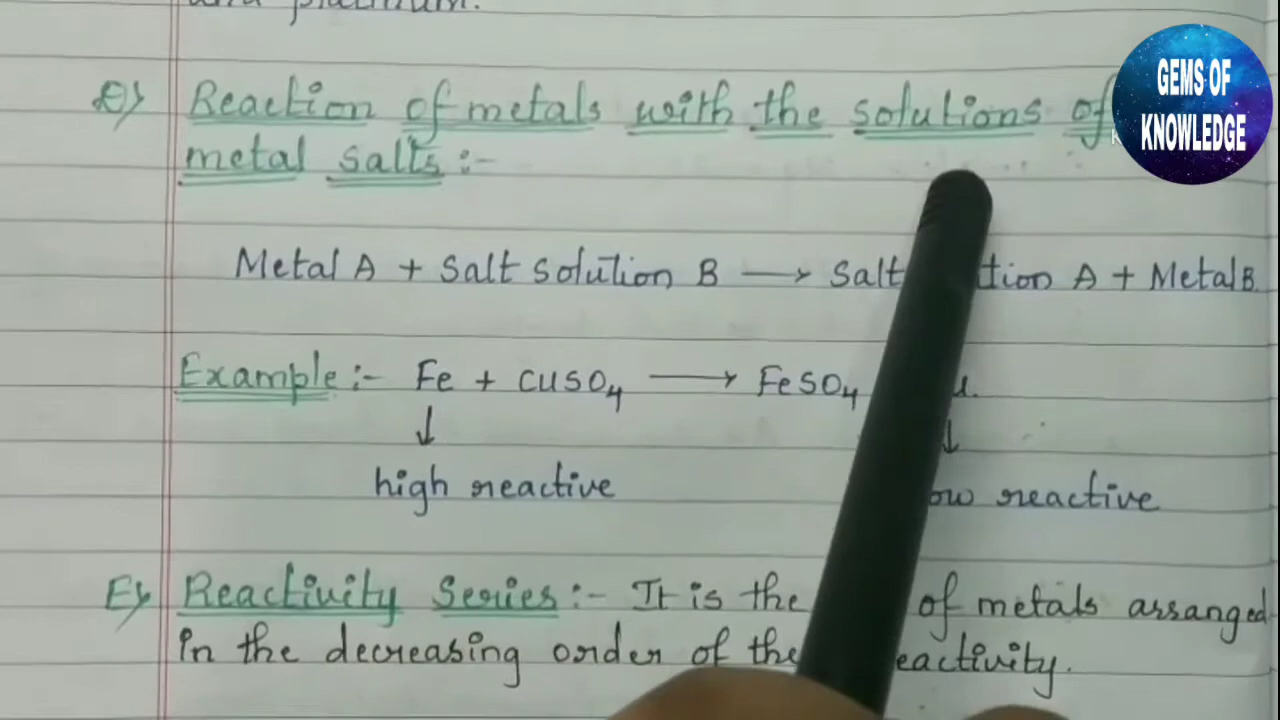 and platinum.
E) Reaction of metals with the solutions of
metal salts :-
Metal A + Salt Solution B → Salt tion A + Metal B
Example :- Fe + CuSO₄ → FeSO₄
↓ ↓
high reactive reactive
E) Reactivity Series :- It is the of metals arranged
in the decreasing order of the
GEMS OF
KNOWLEDGE